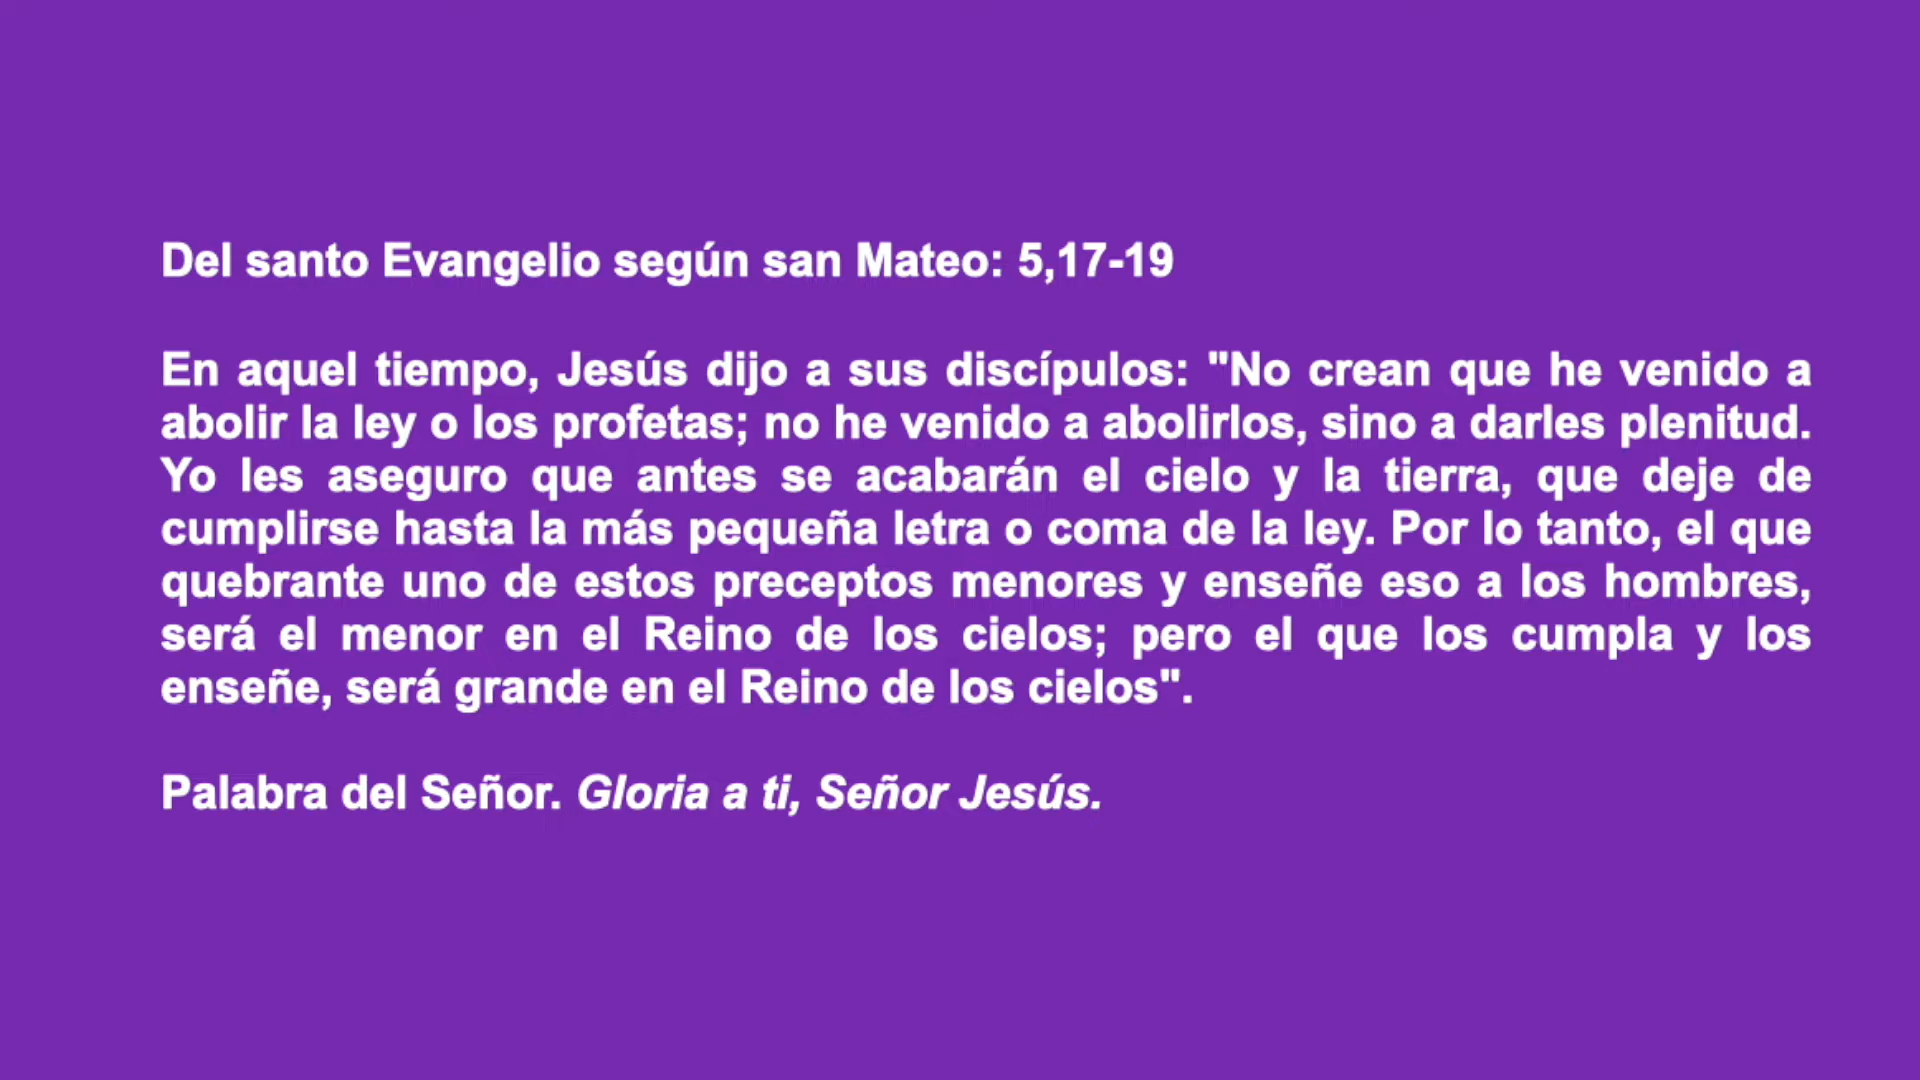 Del santo Evangelio según san Mateo: 5,17-19
En aquel tiempo, Jesús dijo a sus discípulos: "No crean que he venido a
abolir la ley o los profetas; no he venido a abolirlos, sino a darles plenitud.
Yo les aseguro que antes se acabarán el cielo y la tierra, que deje de
cumplirse hasta la más pequeña letra o coma de la ley. Por lo tanto, el que
quebrante uno de estos preceptos menores y enseñe eso a los hombres,
será el menor en el Reino de los cielos; pero el que los cumpla y los
enseñe, será grande en el Reino de los cielos".
Palabra del Señor. Gloria a ti, Señor Jesús.